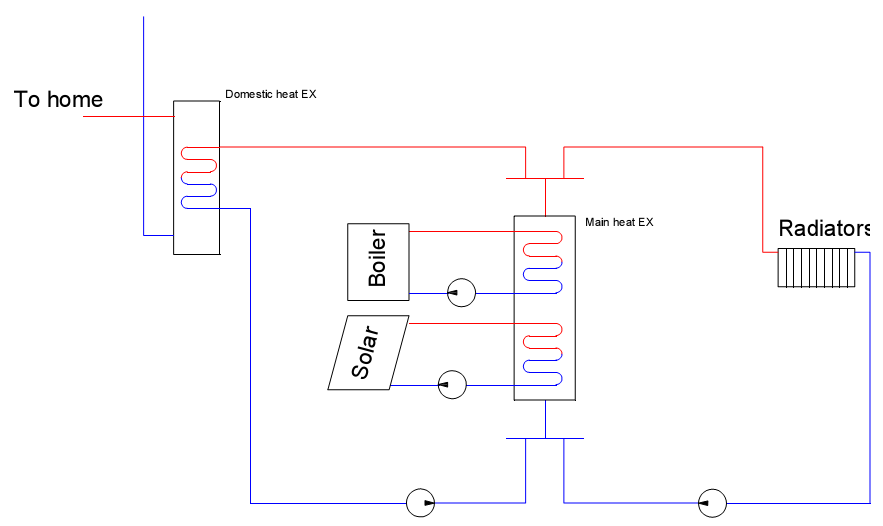 Domestic heat EX
To home
Main heat EX
Radiators
Boiler
Solar